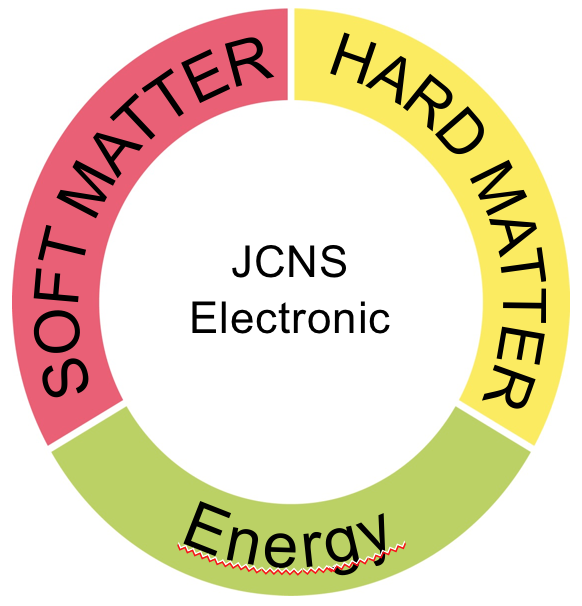 SOFT MATTER
HARD MATTER
JCNS
Electronic
Energy